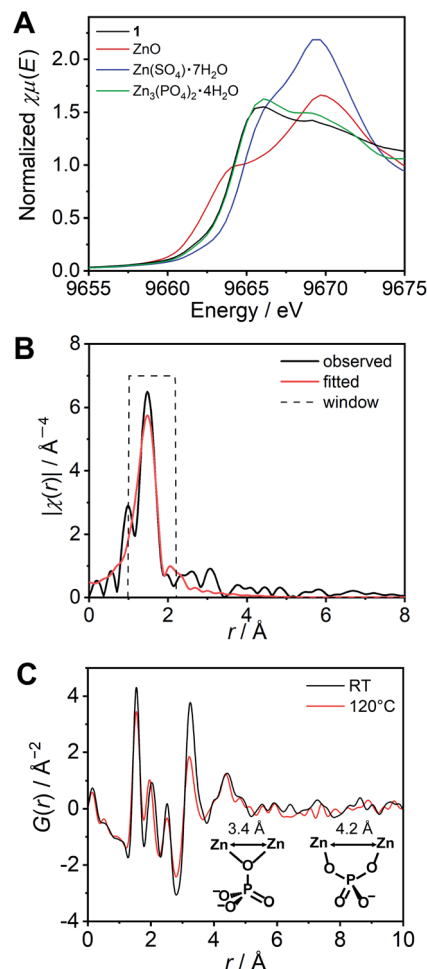 A
1
ZnO
Zn(SO₄)·7H₂O
Zn₃(PO₄)₂·4H₂O
Normalized χμ(E)
2.0
1.5
1.0
0.5
0.0
9655 9660 9665 9670 9675
Energy / eV
B
observed
fitted
window
|χ(r)| / Å⁻⁴
8
6
4
2
0
0 2 4 6 8
r / Å
C
RT
120°C
G(r) / Å⁻²
4
2
0
-2
-4
3.4 Å 4.2 Å
Zn Zn Zn Zn
O O O
⁻O P O P
⁻O O O O⁻
0 2 4 6 8 10
r / Å